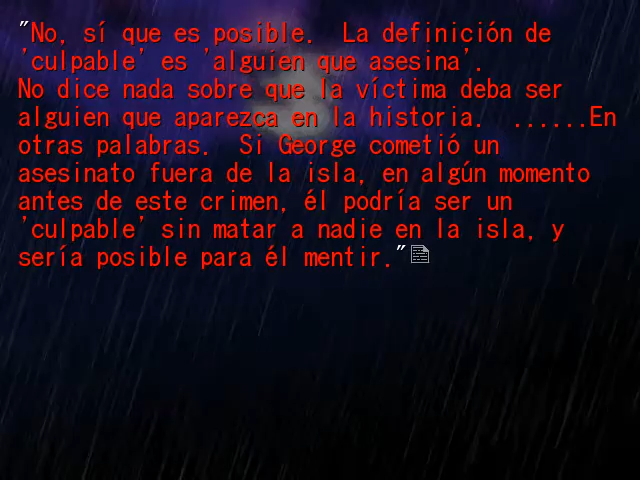 "No, sí que es posible.  La definición de
'culpable' es 'alguien que asesina'.
No dice nada sobre que la víctima deba ser
alguien que aparezca en la historia.  ......En
otras palabras.  Si George cometió un
asesinato fuera de la isla, en algún momento
antes de este crimen, él podría ser un
'culpable' sin matar a nadie en la isla, y
sería posible para él mentir."